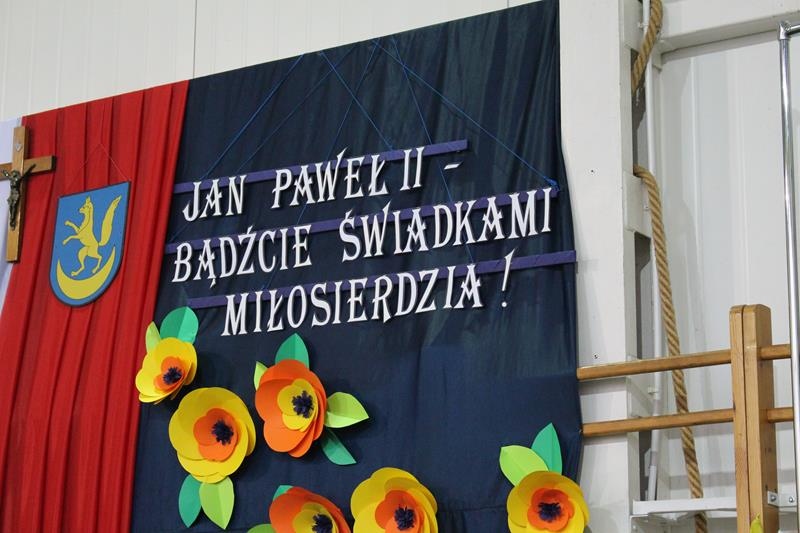 JAN PAWEŁ II -
BĄDŹCIE ŚWIADKAMI
MIŁOSIERDZIA !